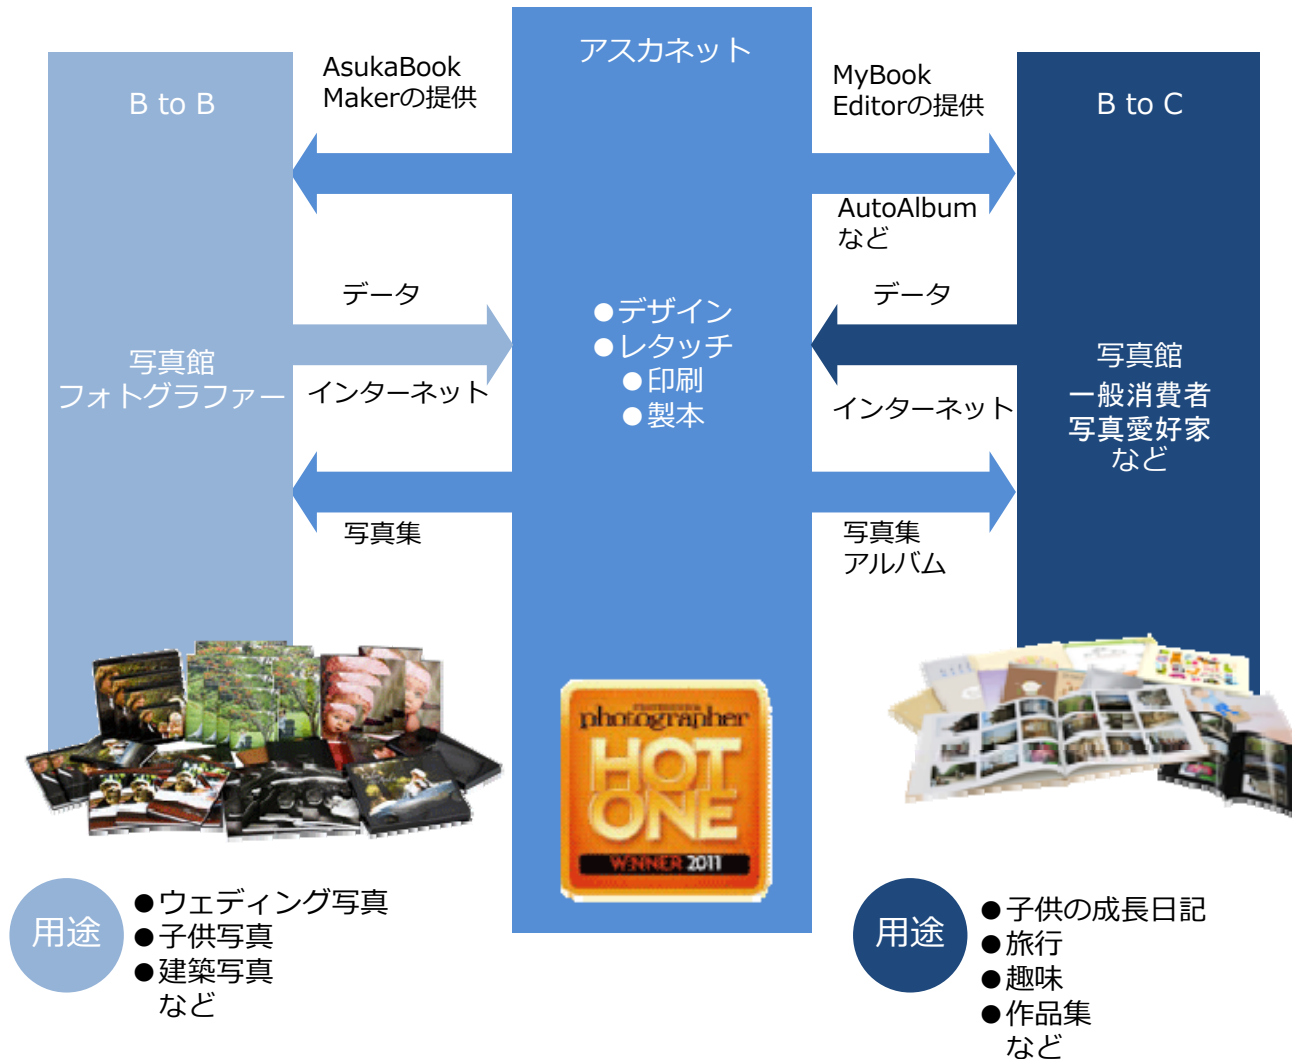 アスカネット
B to B
AsukaBook
Makerの提供
MyBook
Editorの提供
B to C
AutoAlbum
など
データ
インターネット
データ
インターネット
写真館
フォトグラファー
●デザイン
●レタッチ
●印刷
●製本
写真館
一般消費者
写真愛好家
など
写真集
写真集
アルバム
photographer
HOT
ONE
WINNER 2011
用途
●ウェディング写真
●子供写真
●建築写真
など
用途
●子供の成長日記
●旅行
●趣味
●作品集
など